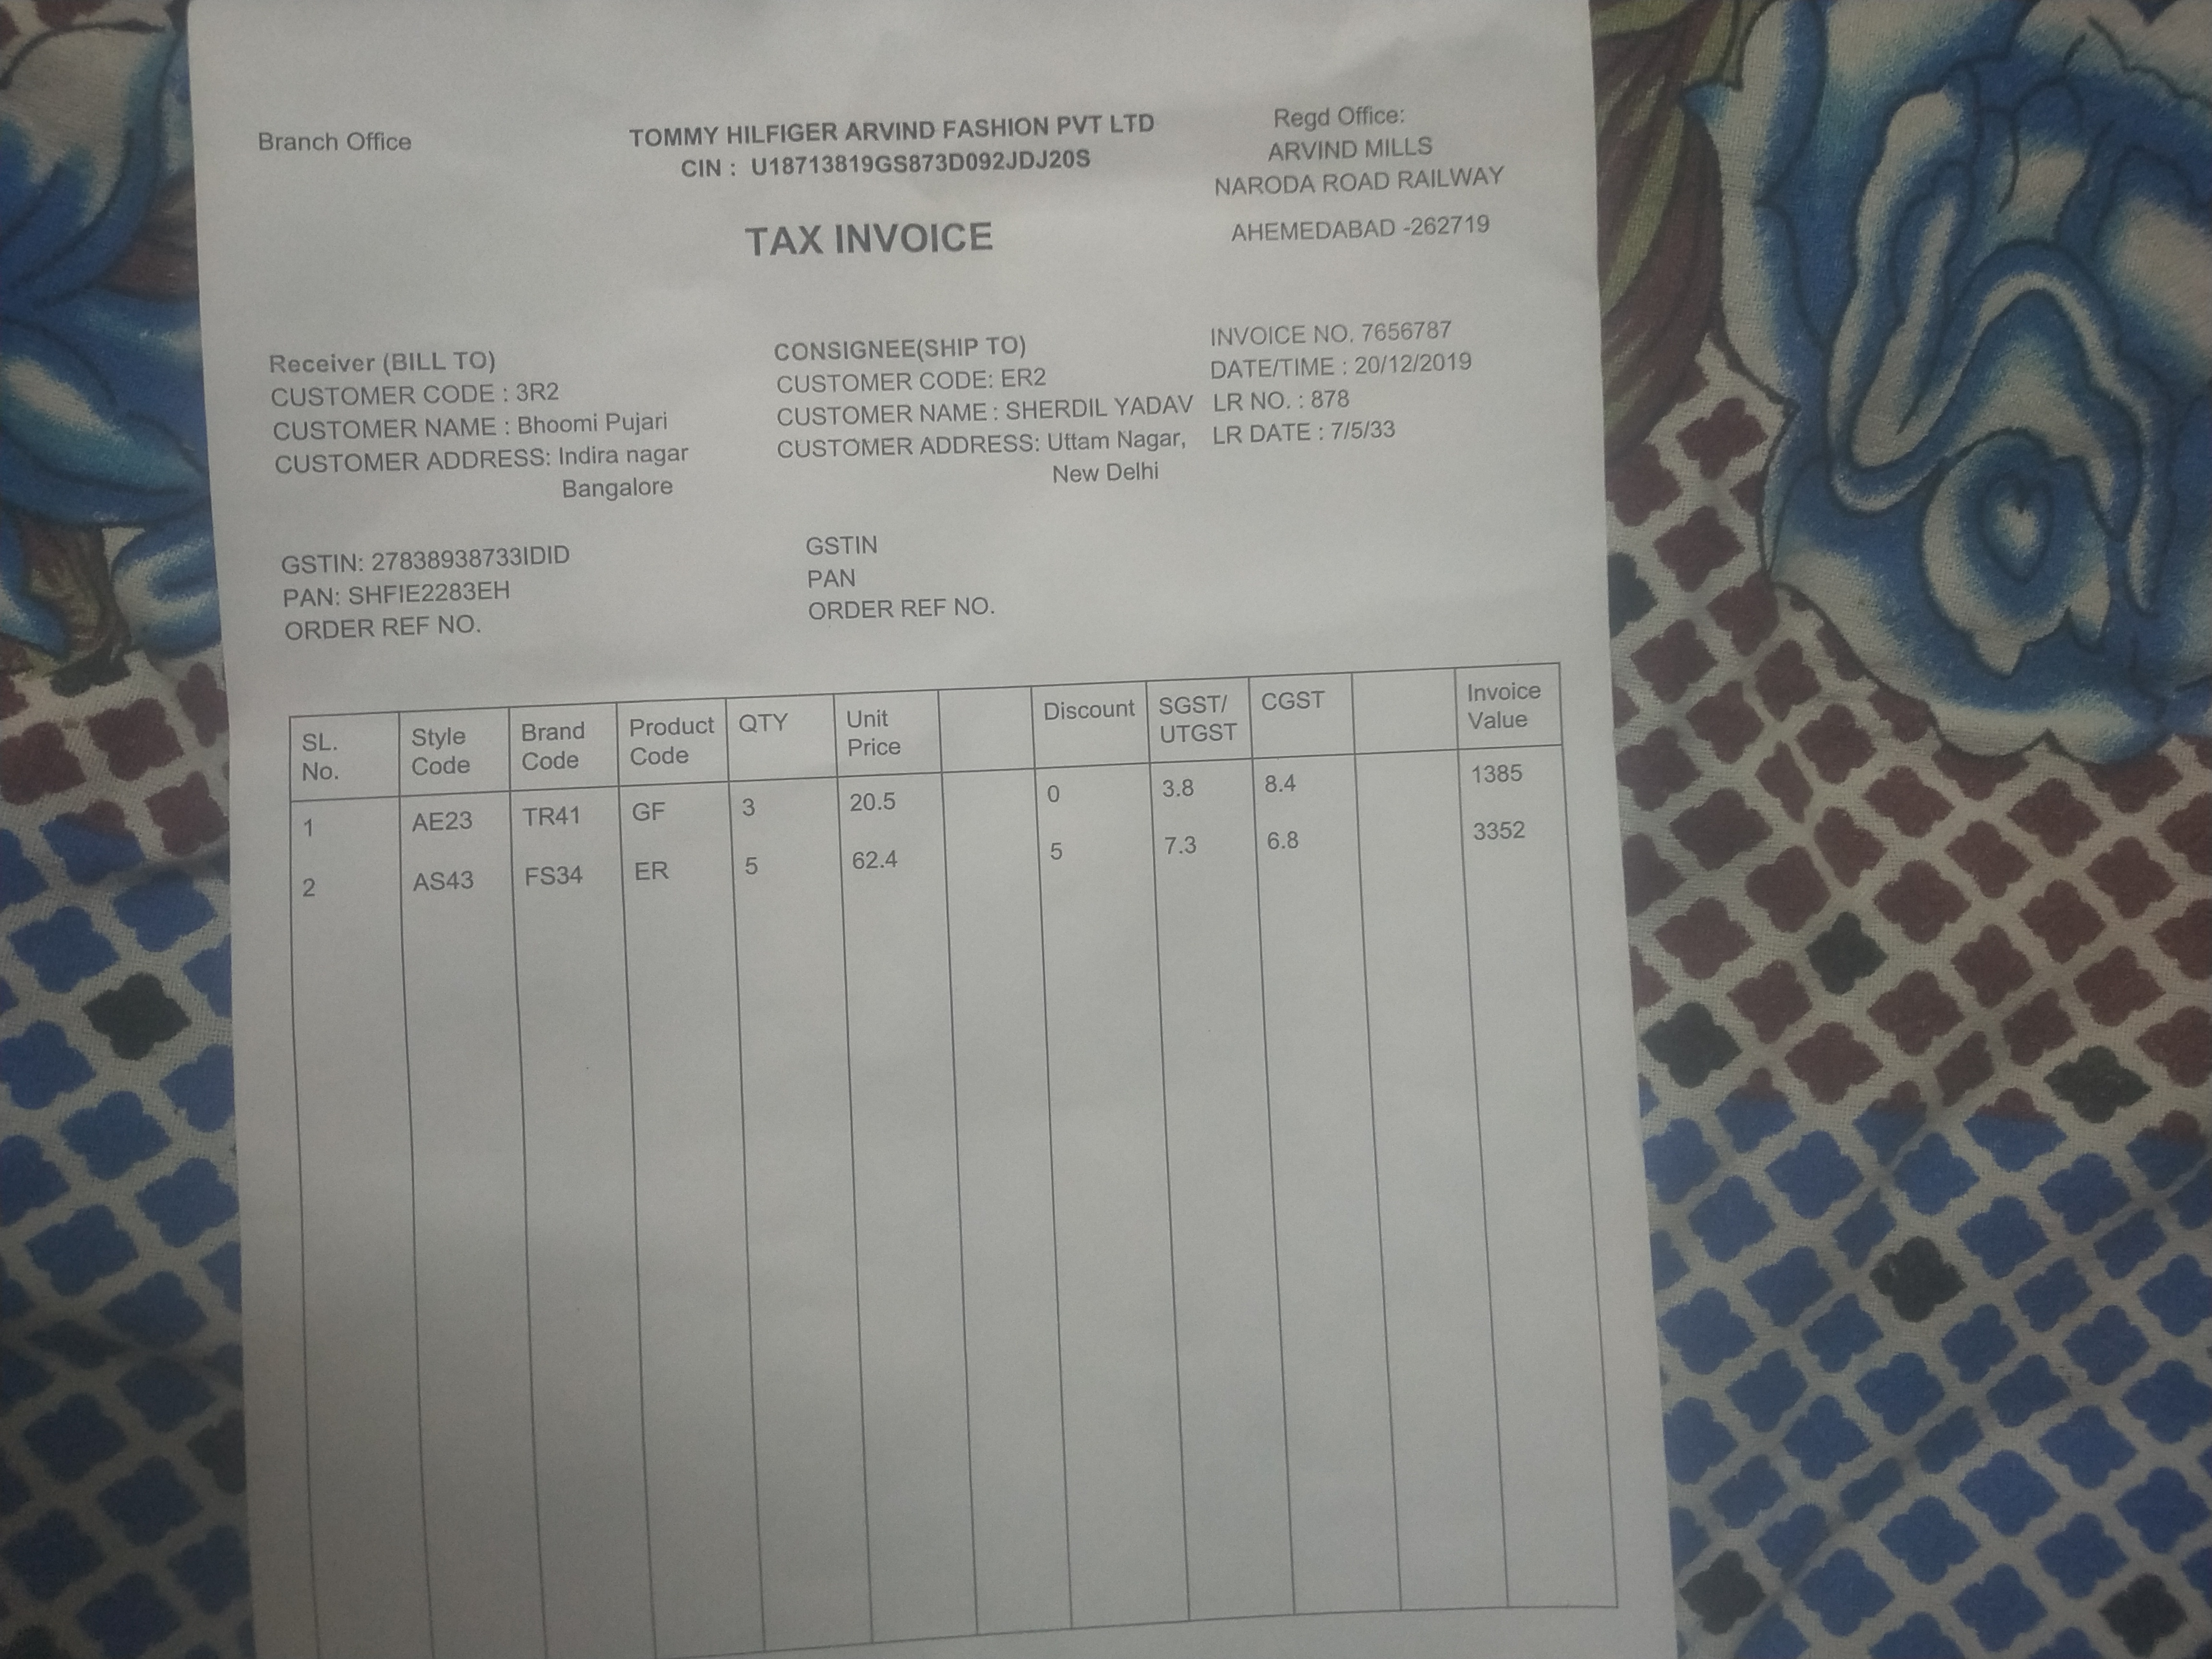 Branch Office
TOMMY HILFIGER ARVIND FASHION PVT LTD
CIN : U18713819GS873D092JDJ20S
Regd Office:
ARVIND MILLS
NARODA ROAD RAILWAY
AHEMEDABAD -262719
TAX INVOICE
Receiver (BILL TO)
CUSTOMER CODE : 3R2
CUSTOMER NAME : Bhoomi Pujari
CUSTOMER ADDRESS: Indira nagar
Bangalore
CONSIGNEE(SHIP TO)
CUSTOMER CODE: ER2
CUSTOMER NAME : SHERDIL YADAV
CUSTOMER ADDRESS: Uttam Nagar,
New Delhi
INVOICE NO. 7656787
DATE/TIME : 20/12/2019
LR NO. : 878
LR DATE : 7/5/33
GSTIN: 27838938733IDID
PAN: SHFIE2283EH
ORDER REF NO.
GSTIN
PAN
ORDER REF NO.
SL. No. Style Code Brand Code Product Code QTY Unit Price Discount SGST/ UTGST CGST Invoice Value
1 AE23 TR41 GF 3 20.5 0 3.8 8.4 1385
2 AS43 FS34 ER 5 62.4 5 7.3 6.8 3352